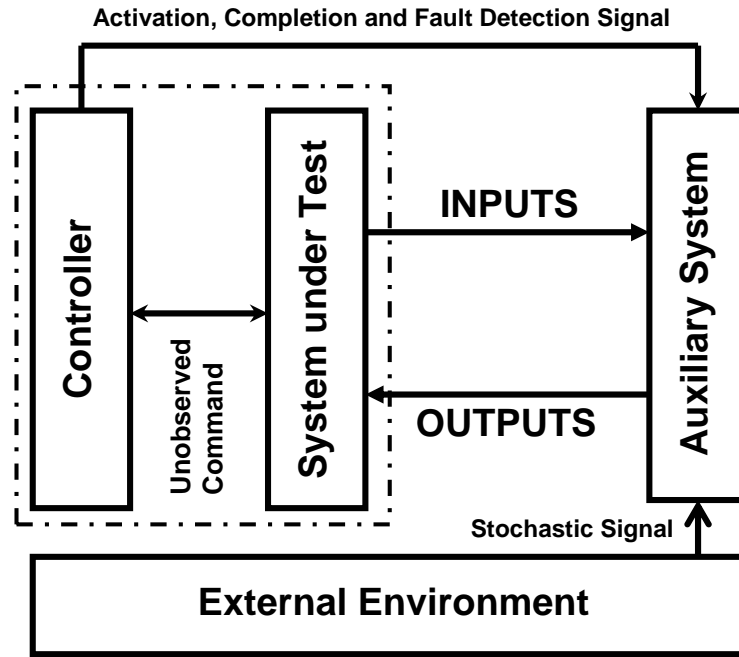 Activation, Completion and Fault Detection Signal
Controller
Unobserved
Command
System under Test
INPUTS
OUTPUTS
Auxiliary System
Stochastic Signal
External Environment